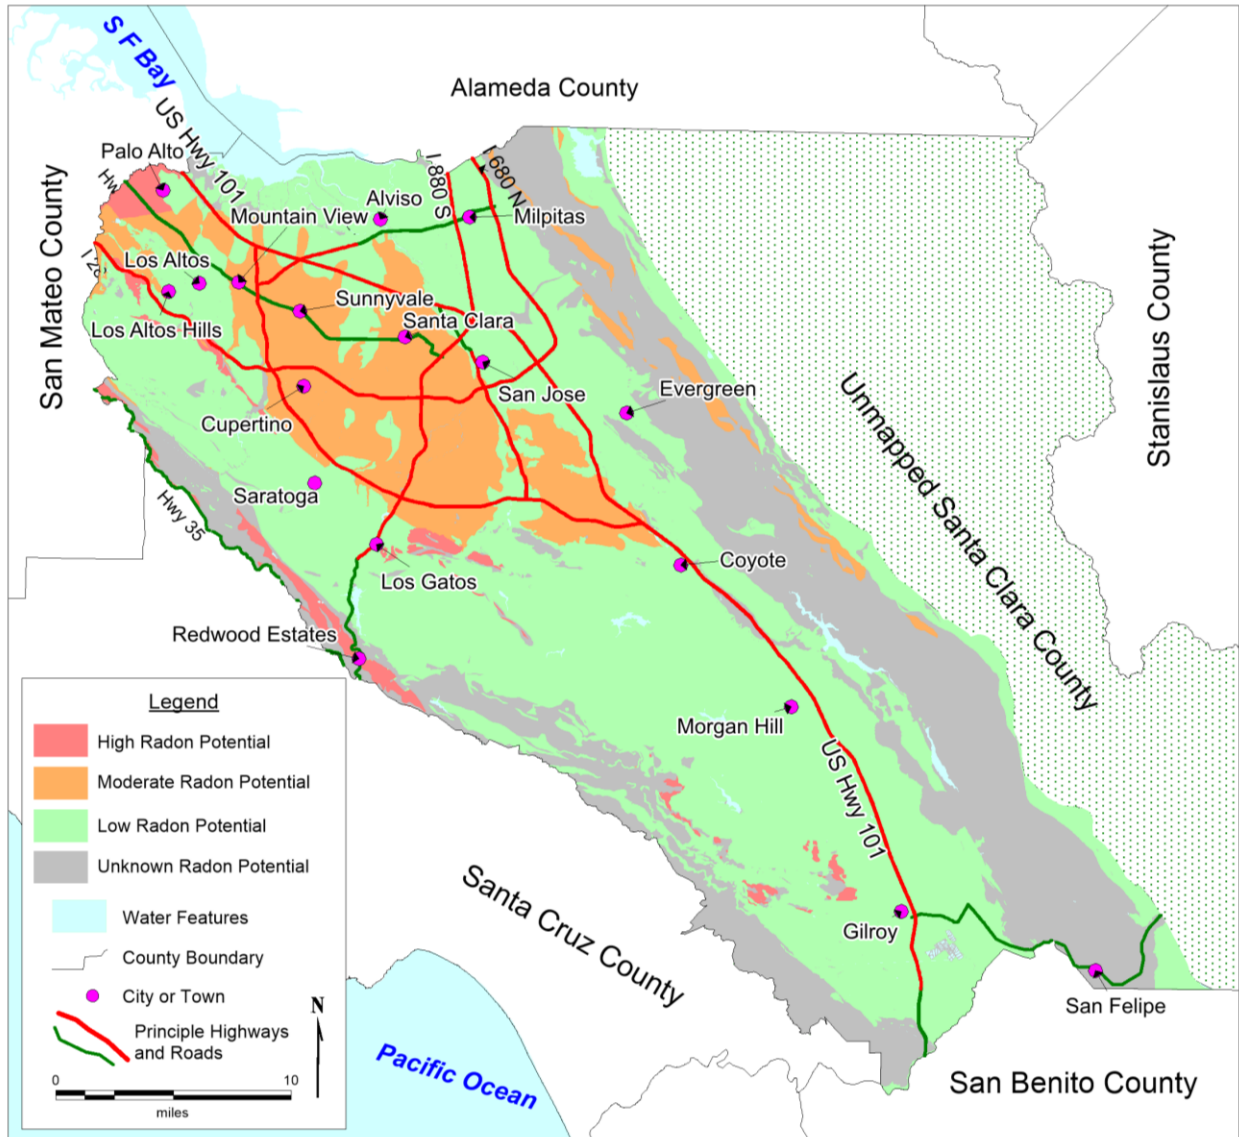 S F Bay
Alameda County
US Hwy 101
Palo Alto
Hw
San Mateo County
I 880 S
I 680 N
Alviso
Mountain View
Milpitas
Los Altos
Sunnyvale
Los Altos Hills
Santa Clara
Stanislaus County
San Jose
Evergreen
Cupertino
Unmapped Santa Clara County
Saratoga
Hwy 35
Los Gatos
Coyote
Redwood Estates
Morgan Hill
US Hwy 101
Gilroy
San Felipe
Santa Cruz County
San Benito County
Pacific Ocean
Legend
High Radon Potential
Moderate Radon Potential
Low Radon Potential
Unknown Radon Potential
Water Features
County Boundary
City or Town
Principle Highways
and Roads
N
0 10
miles